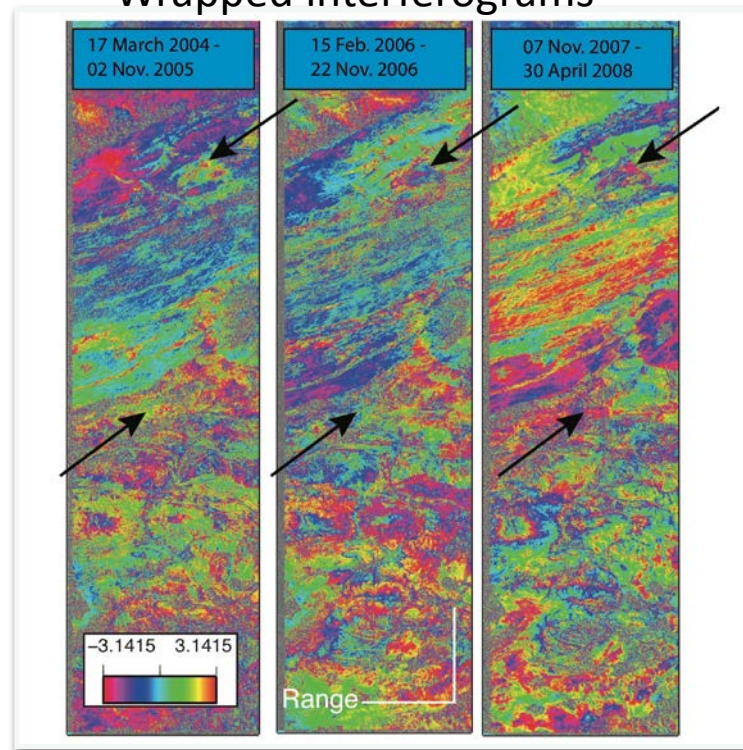 Wrapped Interferograms
17 March 2004 -
02 Nov. 2005
15 Feb. 2006 -
22 Nov. 2006
07 Nov. 2007 -
30 April 2008
–3.1415 3.1415
Range